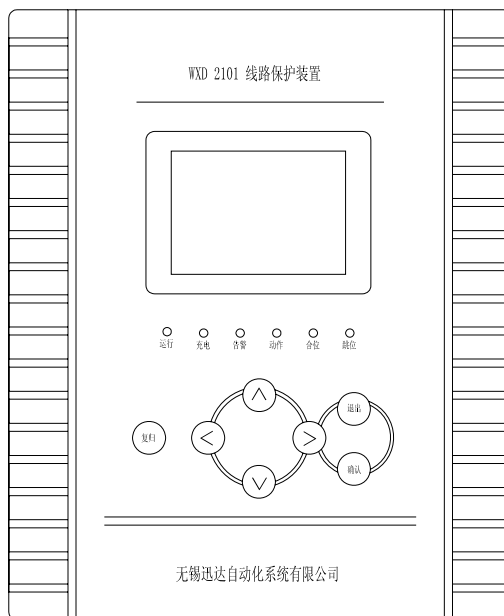 WXD 2101 线路保护装置
运行 充电 告警 动作 合位 跳位
退出
复归
确认
无锡迅达自动化系统有限公司